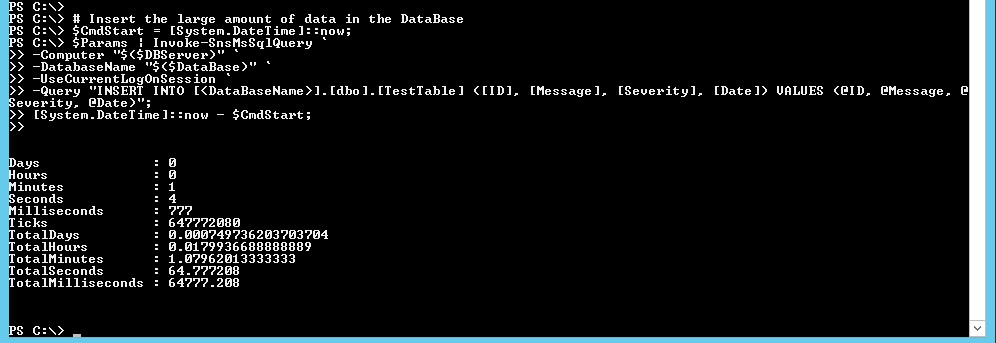 PS C:\>
PS C:\> # Insert the large amount of data in the DataBase
PS C:\> $CmdStart = [System.DateTime]::now;
PS C:\> $Params | Invoke-SnsMsSqlQuery `
>> -Computer "$($DBServer)" `
>> -DatabaseName "$($DataBase)" `
>> -UseCurrentLogOnSession `
>> -Query "INSERT INTO [<DataBaseName>].[dbo].[TestTable] ([ID], [Message], [Severity], [Date]) VALUES (@ID, @Message, @
Severity, @Date)";
>> [System.DateTime]::now - $CmdStart;
>>
Days              : 0
Hours             : 0
Minutes           : 1
Seconds           : 4
Milliseconds      : 777
Ticks             : 647772080
TotalDays         : 0.000749736203703704
TotalHours        : 0.0179936688888889
TotalMinutes      : 1.07962013333333
TotalSeconds      : 64.777208
TotalMilliseconds : 64777.208
PS C:\> _